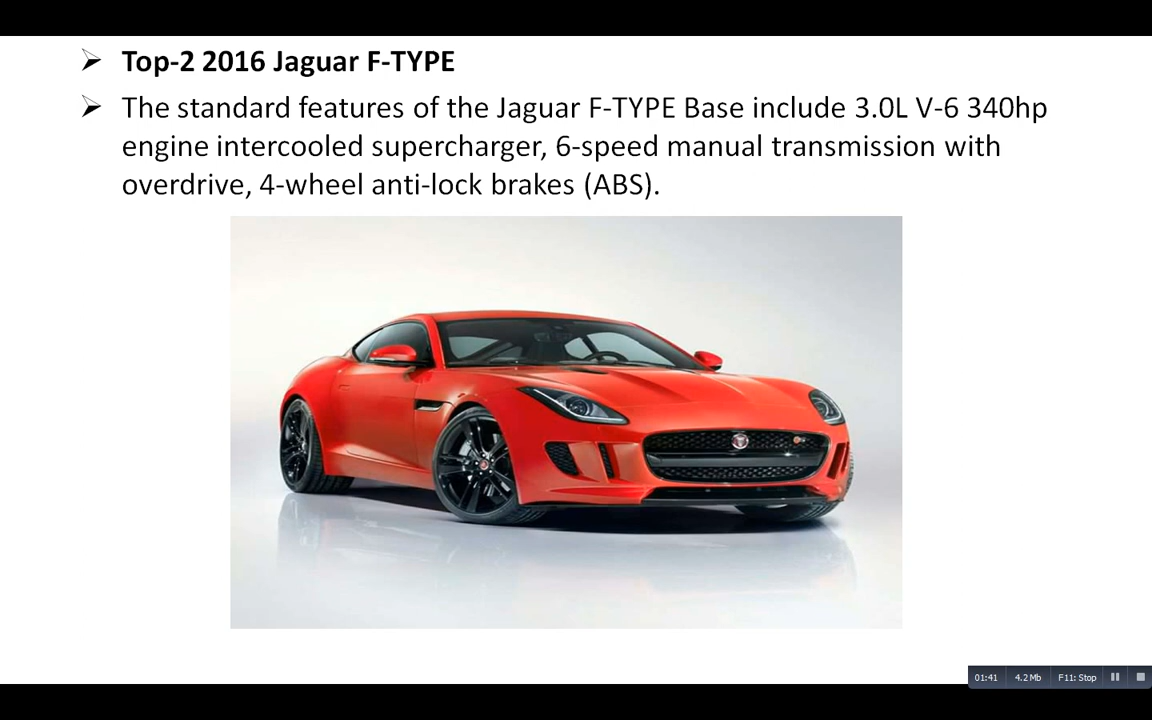 Top-2 2016 Jaguar F-TYPE
The standard features of the Jaguar F-TYPE Base include 3.0L V-6 340hp
engine intercooled supercharger, 6-speed manual transmission with
overdrive, 4-wheel anti-lock brakes (ABS).
01:41 4.2 Mb F11: Stop